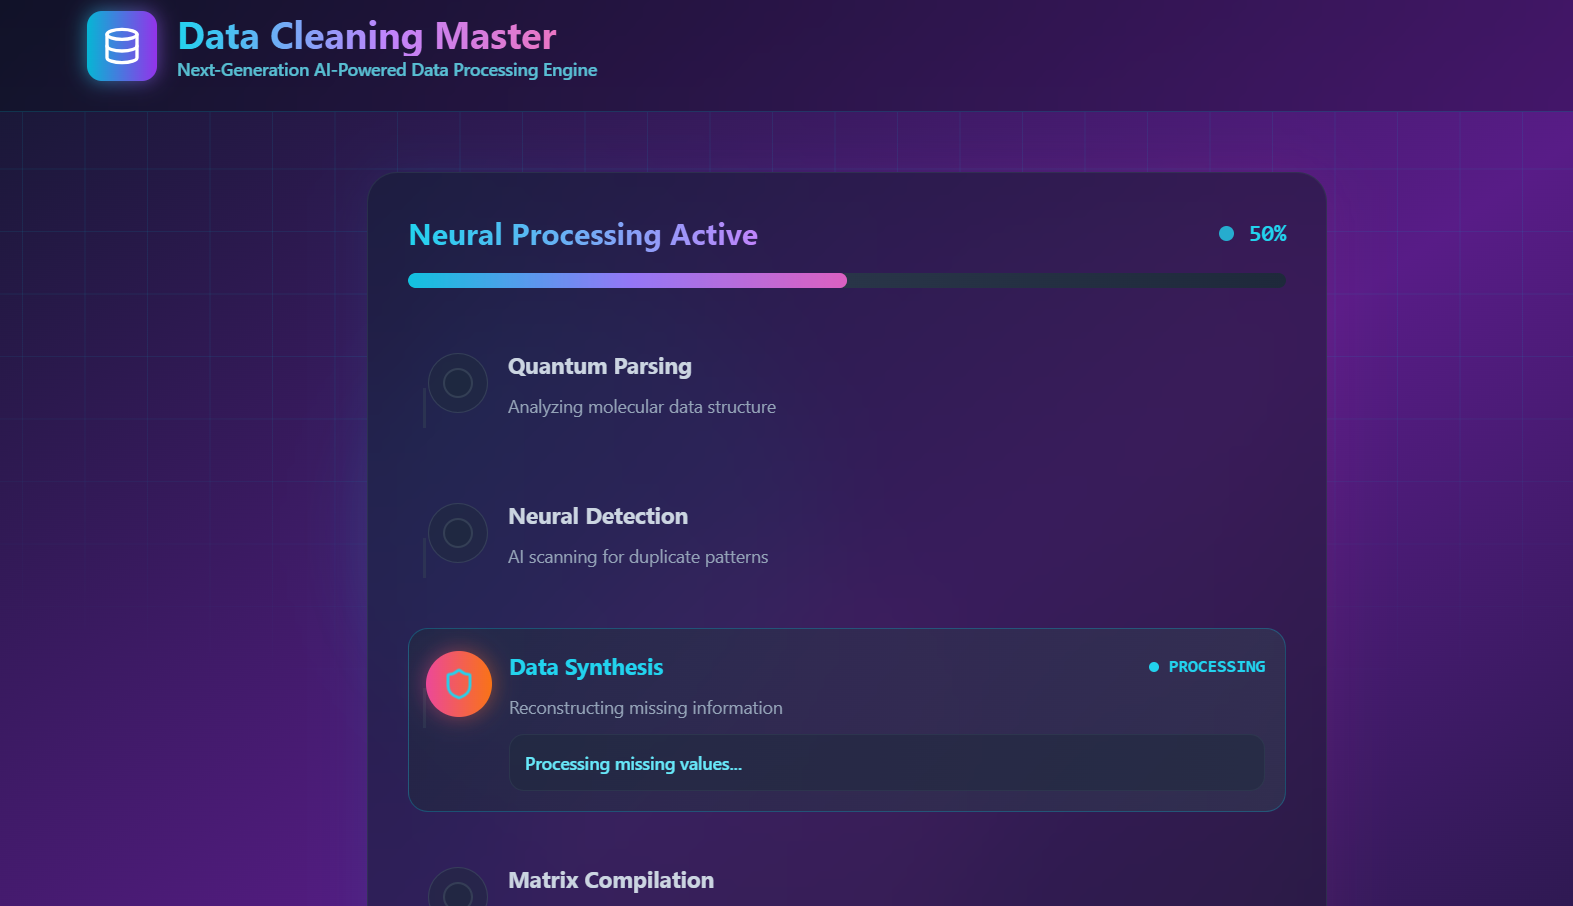 Data Cleaning Master
Next-Generation AI-Powered Data Processing Engine
Neural Processing Active
50%
Quantum Parsing
Analyzing molecular data structure
Neural Detection
AI scanning for duplicate patterns
Data Synthesis
PROCESSING
Reconstructing missing information
Processing missing values...
Matrix Compilation